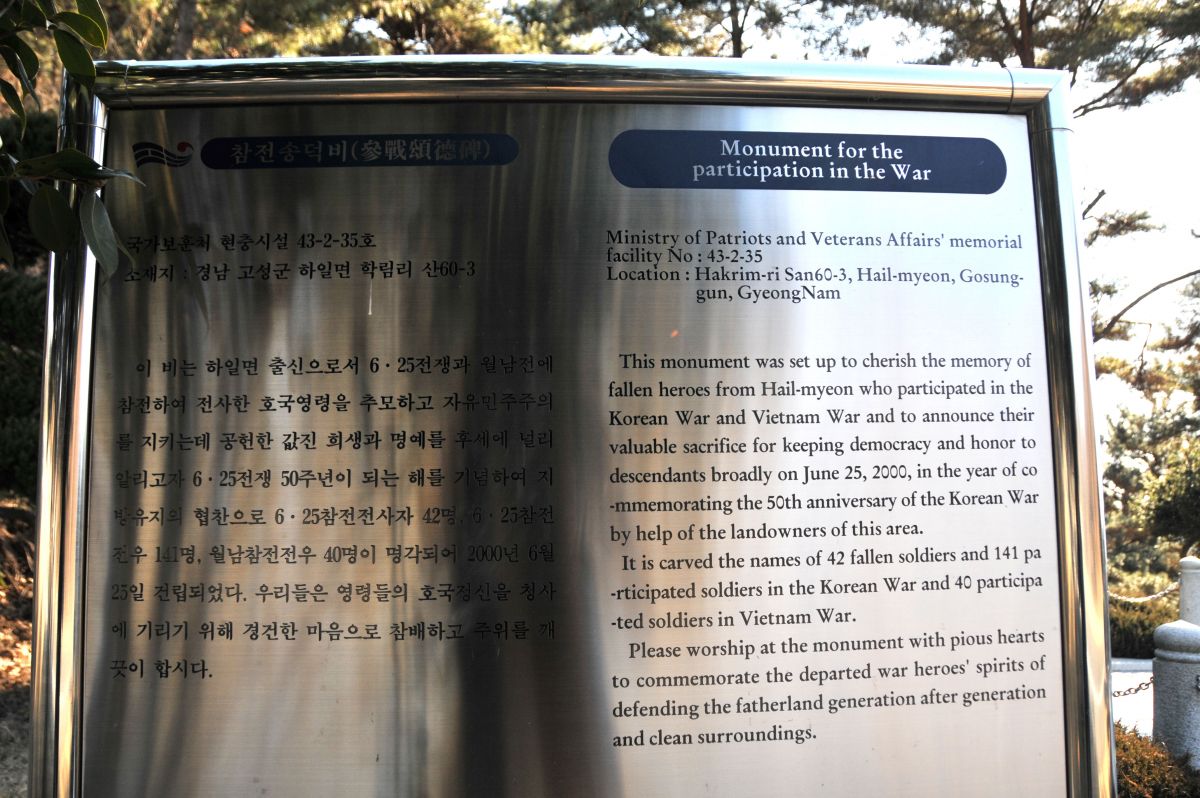 참전송덕비(參戰頌德碑)
국가보훈처 현충시설 43-2-35호
소재지 : 경남 고성군 하일면 학림리 산60-3
이 비는 하일면 출신으로서 6·25전쟁과 월남전에
참전하여 전사한 호국영령을 추모하고 자유민주주의
를 지키는데 공헌한 값진 희생과 명예를 후세에 널리
알리고자 6·25전쟁 50주년이 되는 해를 기념하여 지
방유지의 협찬으로 6·25참전전사자 42명, 6·25참전
전우 141명, 월남참전전우 40명이 명각되어 2000년 6월
25일 건립되었다. 우리들은 영령들의 호국정신을 청사
에 기리기 위해 경건한 마음으로 참배하고 주위를 깨
끗이 합시다.
Monument for the
participation in the War
Ministry of Patriots and Veterans Affairs' memorial
facility No : 43-2-35
Location : Hakrim-ri San60-3, Hail-myeon, Gosung-
gun, GyeongNam
This monument was set up to cherish the memory of
fallen heroes from Hail-myeon who participated in the
Korean War and Vietnam War and to announce their
valuable sacrifice for keeping democracy and honor to
descendants broadly on June 25, 2000, in the year of co
-mmemorating the 50th anniversary of the Korean War
by help of the landowners of this area.
It is carved the names of 42 fallen soldiers and 141 pa
-rticipated soldiers in the Korean War and 40 participa
-ted soldiers in Vietnam War.
Please worship at the monument with pious hearts
to commemorate the departed war heroes' spirits of
defending the fatherland generation after generation
and clean surroundings.